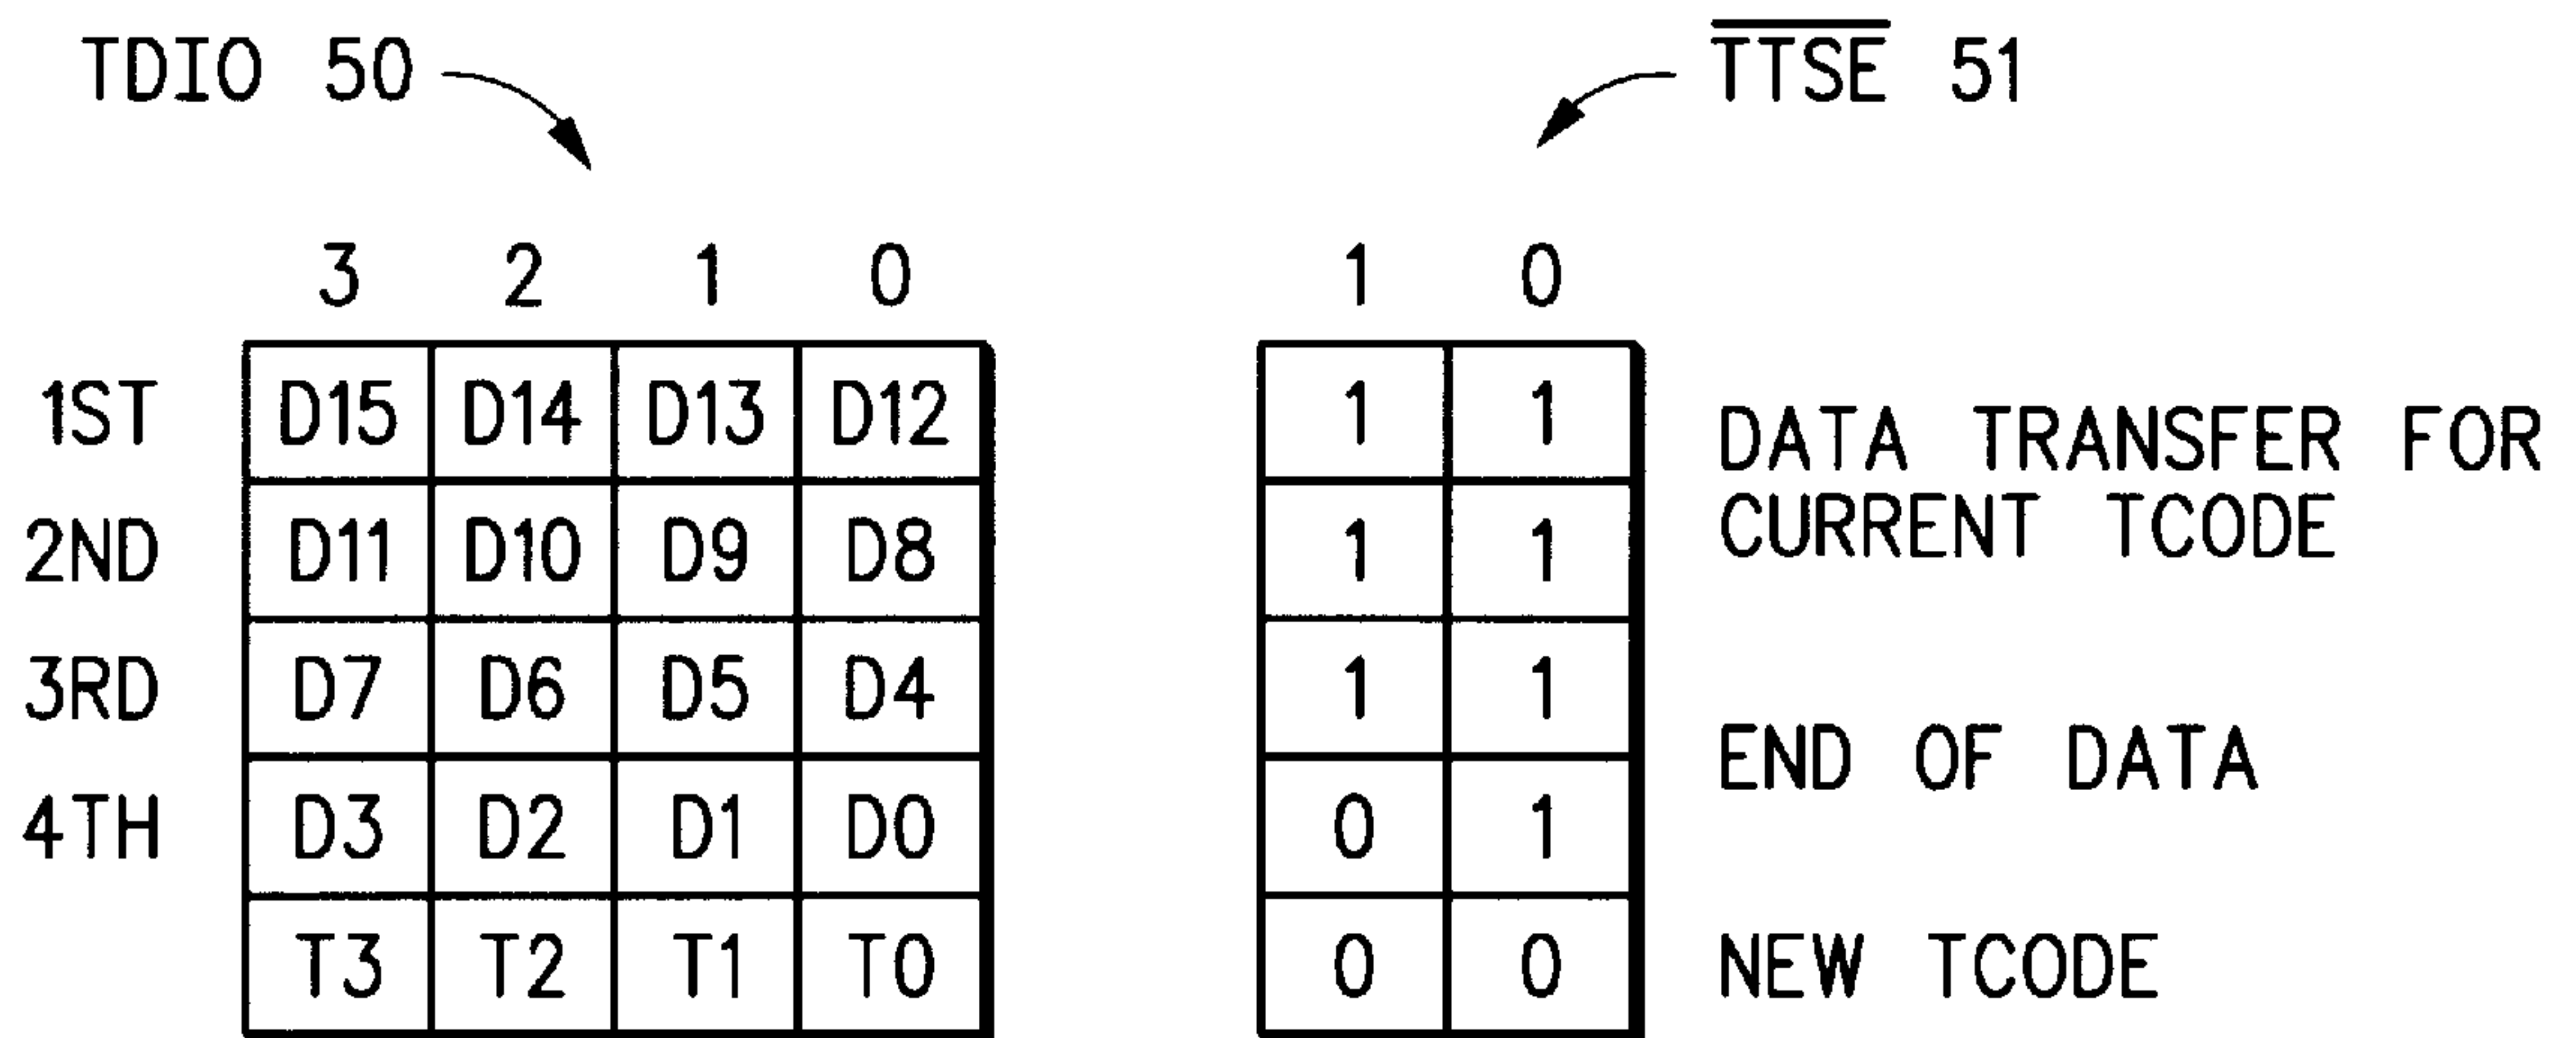 TDIO 50
TTSE 51
3 2 1 0 1 0
1ST D15 D14 D13 D12 1 1
DATA TRANSFER FOR
CURRENT TCODE
2ND D11 D10 D9 D8 1 1
3RD D7 D6 D5 D4 1 1
END OF DATA
4TH D3 D2 D1 D0 0 1
T3 T2 T1 T0 0 0 NEW TCODE